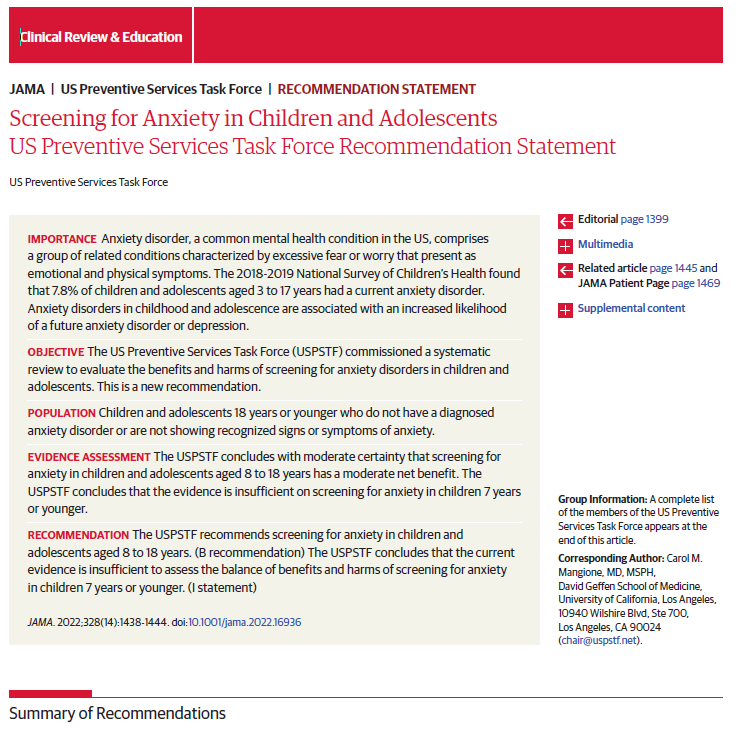 Clinical Review & Education
JAMA | US Preventive Services Task Force | RECOMMENDATION STATEMENT
Screening for Anxiety in Children and Adolescents
US Preventive Services Task Force Recommendation Statement
US Preventive Services Task Force
IMPORTANCE Anxiety disorder, a common mental health condition in the US, comprises
a group of related conditions characterized by excessive fear or worry that present as
emotional and physical symptoms. The 2018-2019 National Survey of Children's Health found
that 7.8% of children and adolescents aged 3 to 17 years had a current anxiety disorder.
Anxiety disorders in childhood and adolescence are associated with an increased likelihood
of a future anxiety disorder or depression.
OBJECTIVE The US Preventive Services Task Force (USPSTF) commissioned a systematic
review to evaluate the benefits and harms of screening for anxiety disorders in children and
adolescents. This is a new recommendation.
POPULATION Children and adolescents 18 years or younger who do not have a diagnosed
anxiety disorder or are not showing recognized signs or symptoms of anxiety.
EVIDENCE ASSESSMENT The USPSTF concludes with moderate certainty that screening for
anxiety in children and adolescents aged 8 to 18 years has a moderate net benefit. The
USPSTF concludes that the evidence is insufficient on screening for anxiety in children 7 years
or younger.
RECOMMENDATION The USPSTF recommends screening for anxiety in children and
adolescents aged 8 to 18 years. (B recommendation) The USPSTF concludes that the current
evidence is insufficient to assess the balance of benefits and harms of screening for anxiety
in children 7 years or younger. (I statement)
JAMA. 2022;328(14):1438-1444. doi:10.1001/jama.2022.16936
Editorial page 1399
Multimedia
Related article page 1445 and
JAMA Patient Page page 1469
Supplemental content
Group Information: A complete list
of the members of the US Preventive
Services Task Force appears at the
end of this article.
Corresponding Author: Carol M.
Mangione, MD, MSPH,
David Geffen School of Medicine,
University of California, Los Angeles,
10940 Wilshire Blvd, Ste 700,
Los Angeles, CA 90024
(chair@uspstf.net).
Summary of Recommendations